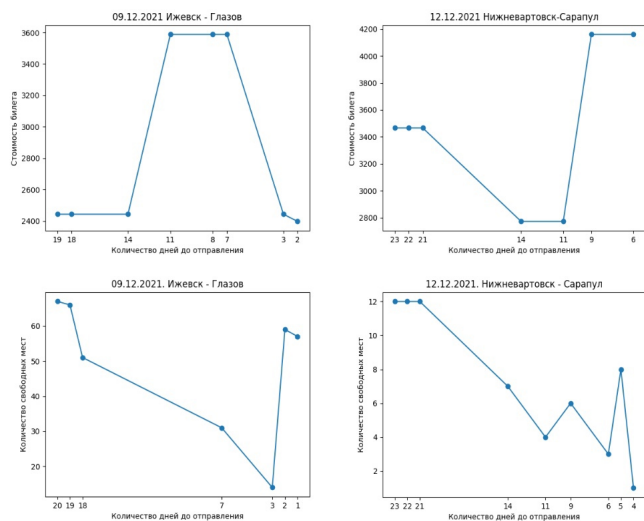 09.12.2021 Ижевск - Глазов
Стоимость билета
3600
3400
3200
3000
2800
2600
2400
19 18 14 11 8 7 3 2
Количество дней до отправления
12.12.2021 Нижневартовск-Сарапул
Стоимость билета
4200
4000
3800
3600
3400
3200
3000
2800
23 22 21 14 11 9 6
Количество дней до отправления
09.12.2021. Ижевск - Глазов
Количество свободных мест
60
50
40
30
20
20 19 18 7 3 2 1
Количество дней до отправления
12.12.2021. Нижневартовск - Сарапул
Количество свободных мест
12
10
8
6
4
2
23 22 21 14 11 9 6 5 4
Количество дней до отправления